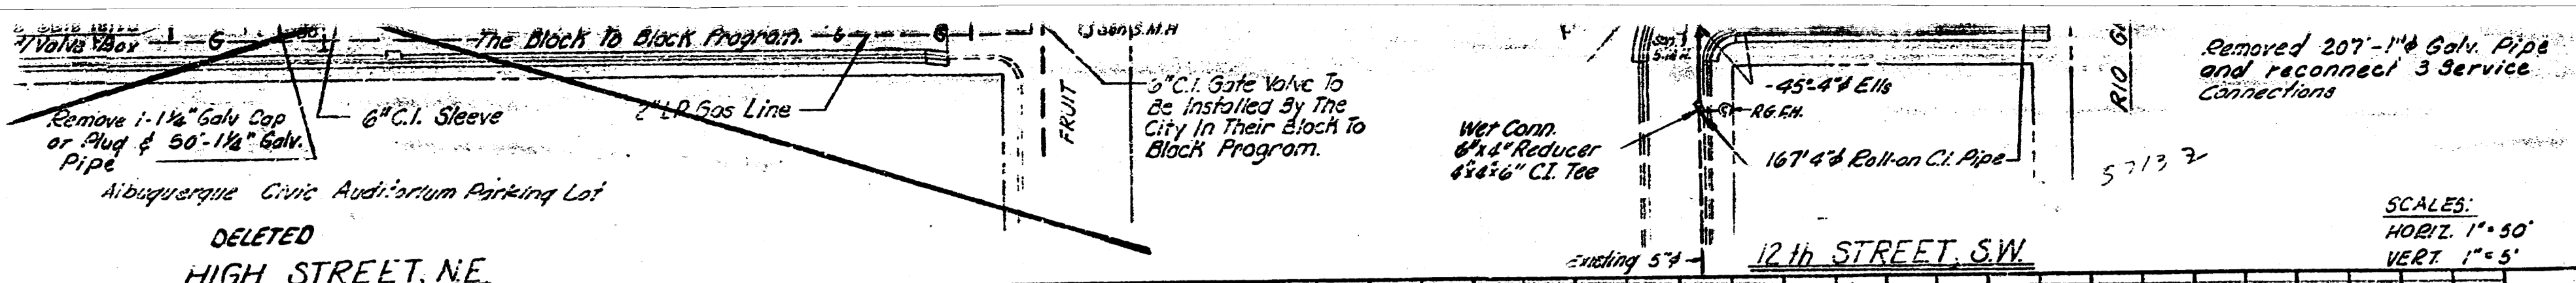 Valve Box
G
The Block To Block Program.
G
G
S.M.H
Remove 1-1¼" Galv Cap
or Plug & 50'-1½" Galv.
Pipe
6" C.I. Sleeve
2" LP Gas Line
FRUIT
6" C.I. Gate Valve To
Be Installed By The
City In Their Block To
Block Program.
Albuquerque Civic Auditorium Parking Lot
DELETED
HIGH STREET, N.E.
Wet Conn.
6"x4" Reducer
4"x4"x6" C.I. Tee
-45°-4"ϕ Ells
R.G.F.H.
167' 4"ϕ Roll-on C.I. Pipe
Existing
12th STREET, S.W.
RIO
Removed 207'-1"ϕ Galv. Pipe
and reconnect 3 Service
Connections
SCALES:
HORIZ. 1"=50'
VERT. 1"=5'